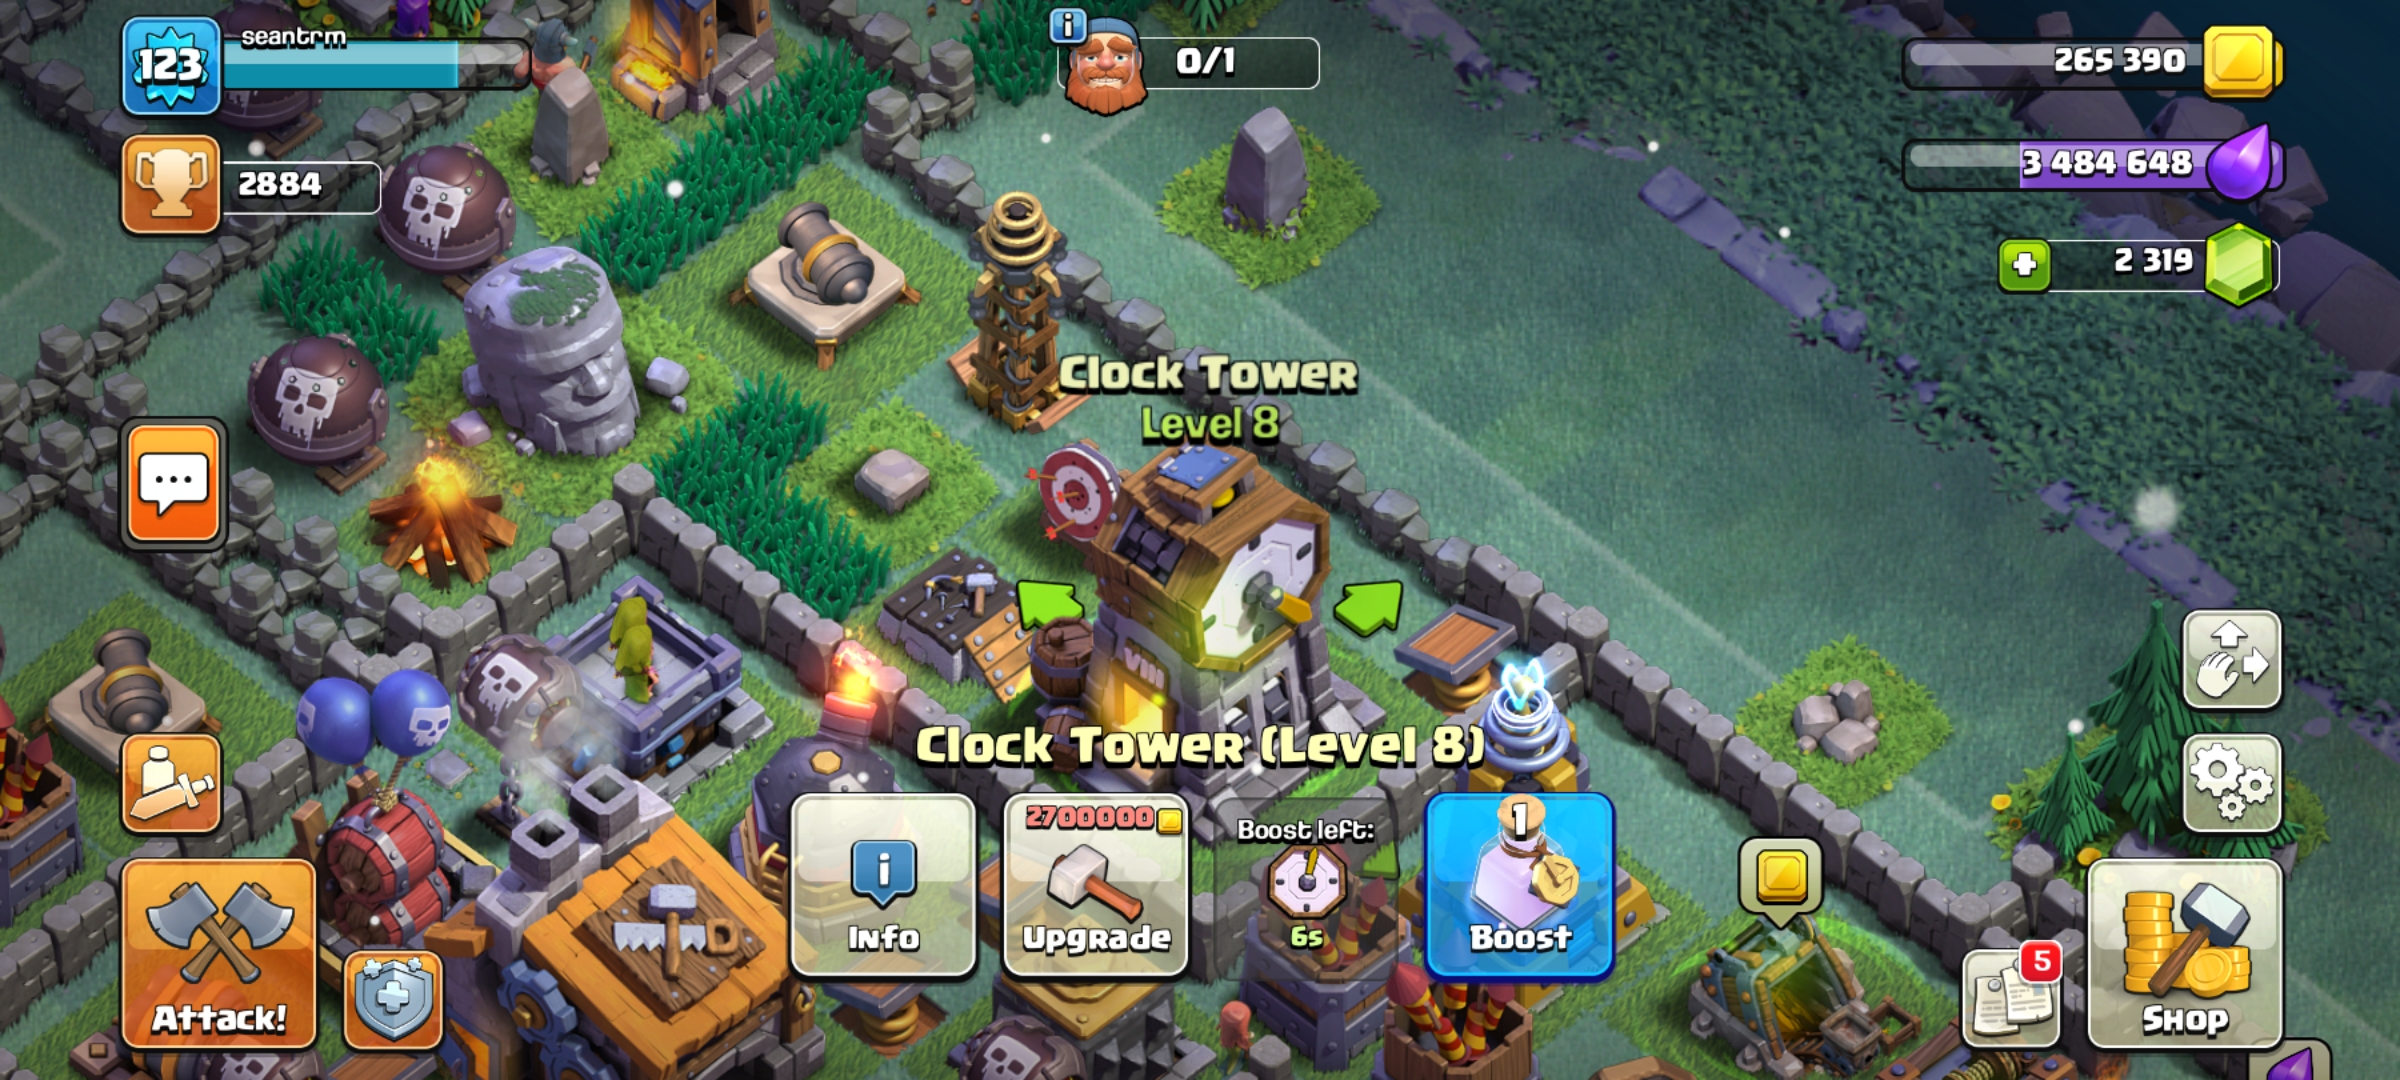 123
seantrm
0/1
265 390
2884
3 484 648
2 319
Clock Tower
Level 8
VIII
Clock Tower (Level 8)
Info
2700000
Upgrade
Boost left:
6s
1
Boost
Attack!
5
Shop